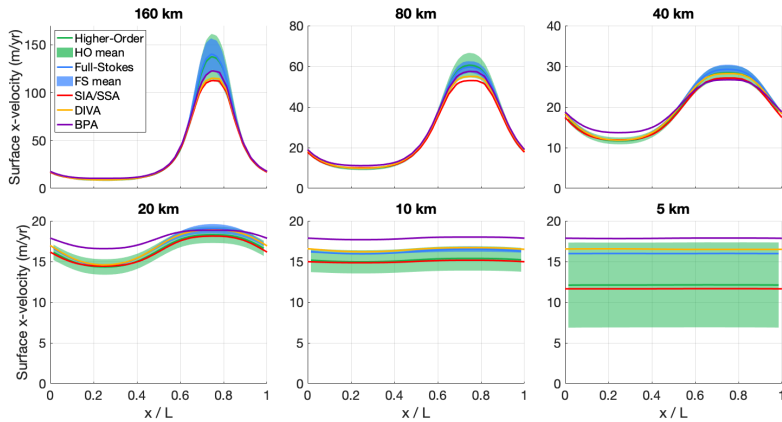 160 km
80 km
40 km
Surface x-velocity (m/yr)
150
100
50
0
Higher-Order
HO mean
Full-Stokes
FS mean
SIA/SSA
DIVA
BPA
80
60
40
20
0
40
30
20
10
0
20 km
10 km
5 km
Surface x-velocity (m/yr)
20
15
10
5
0
0 0.2 0.4 0.6 0.8 1
x / L
20
15
10
5
0
0 0.2 0.4 0.6 0.8 1
x / L
20
15
10
5
0
0 0.2 0.4 0.6 0.8 1
x / L